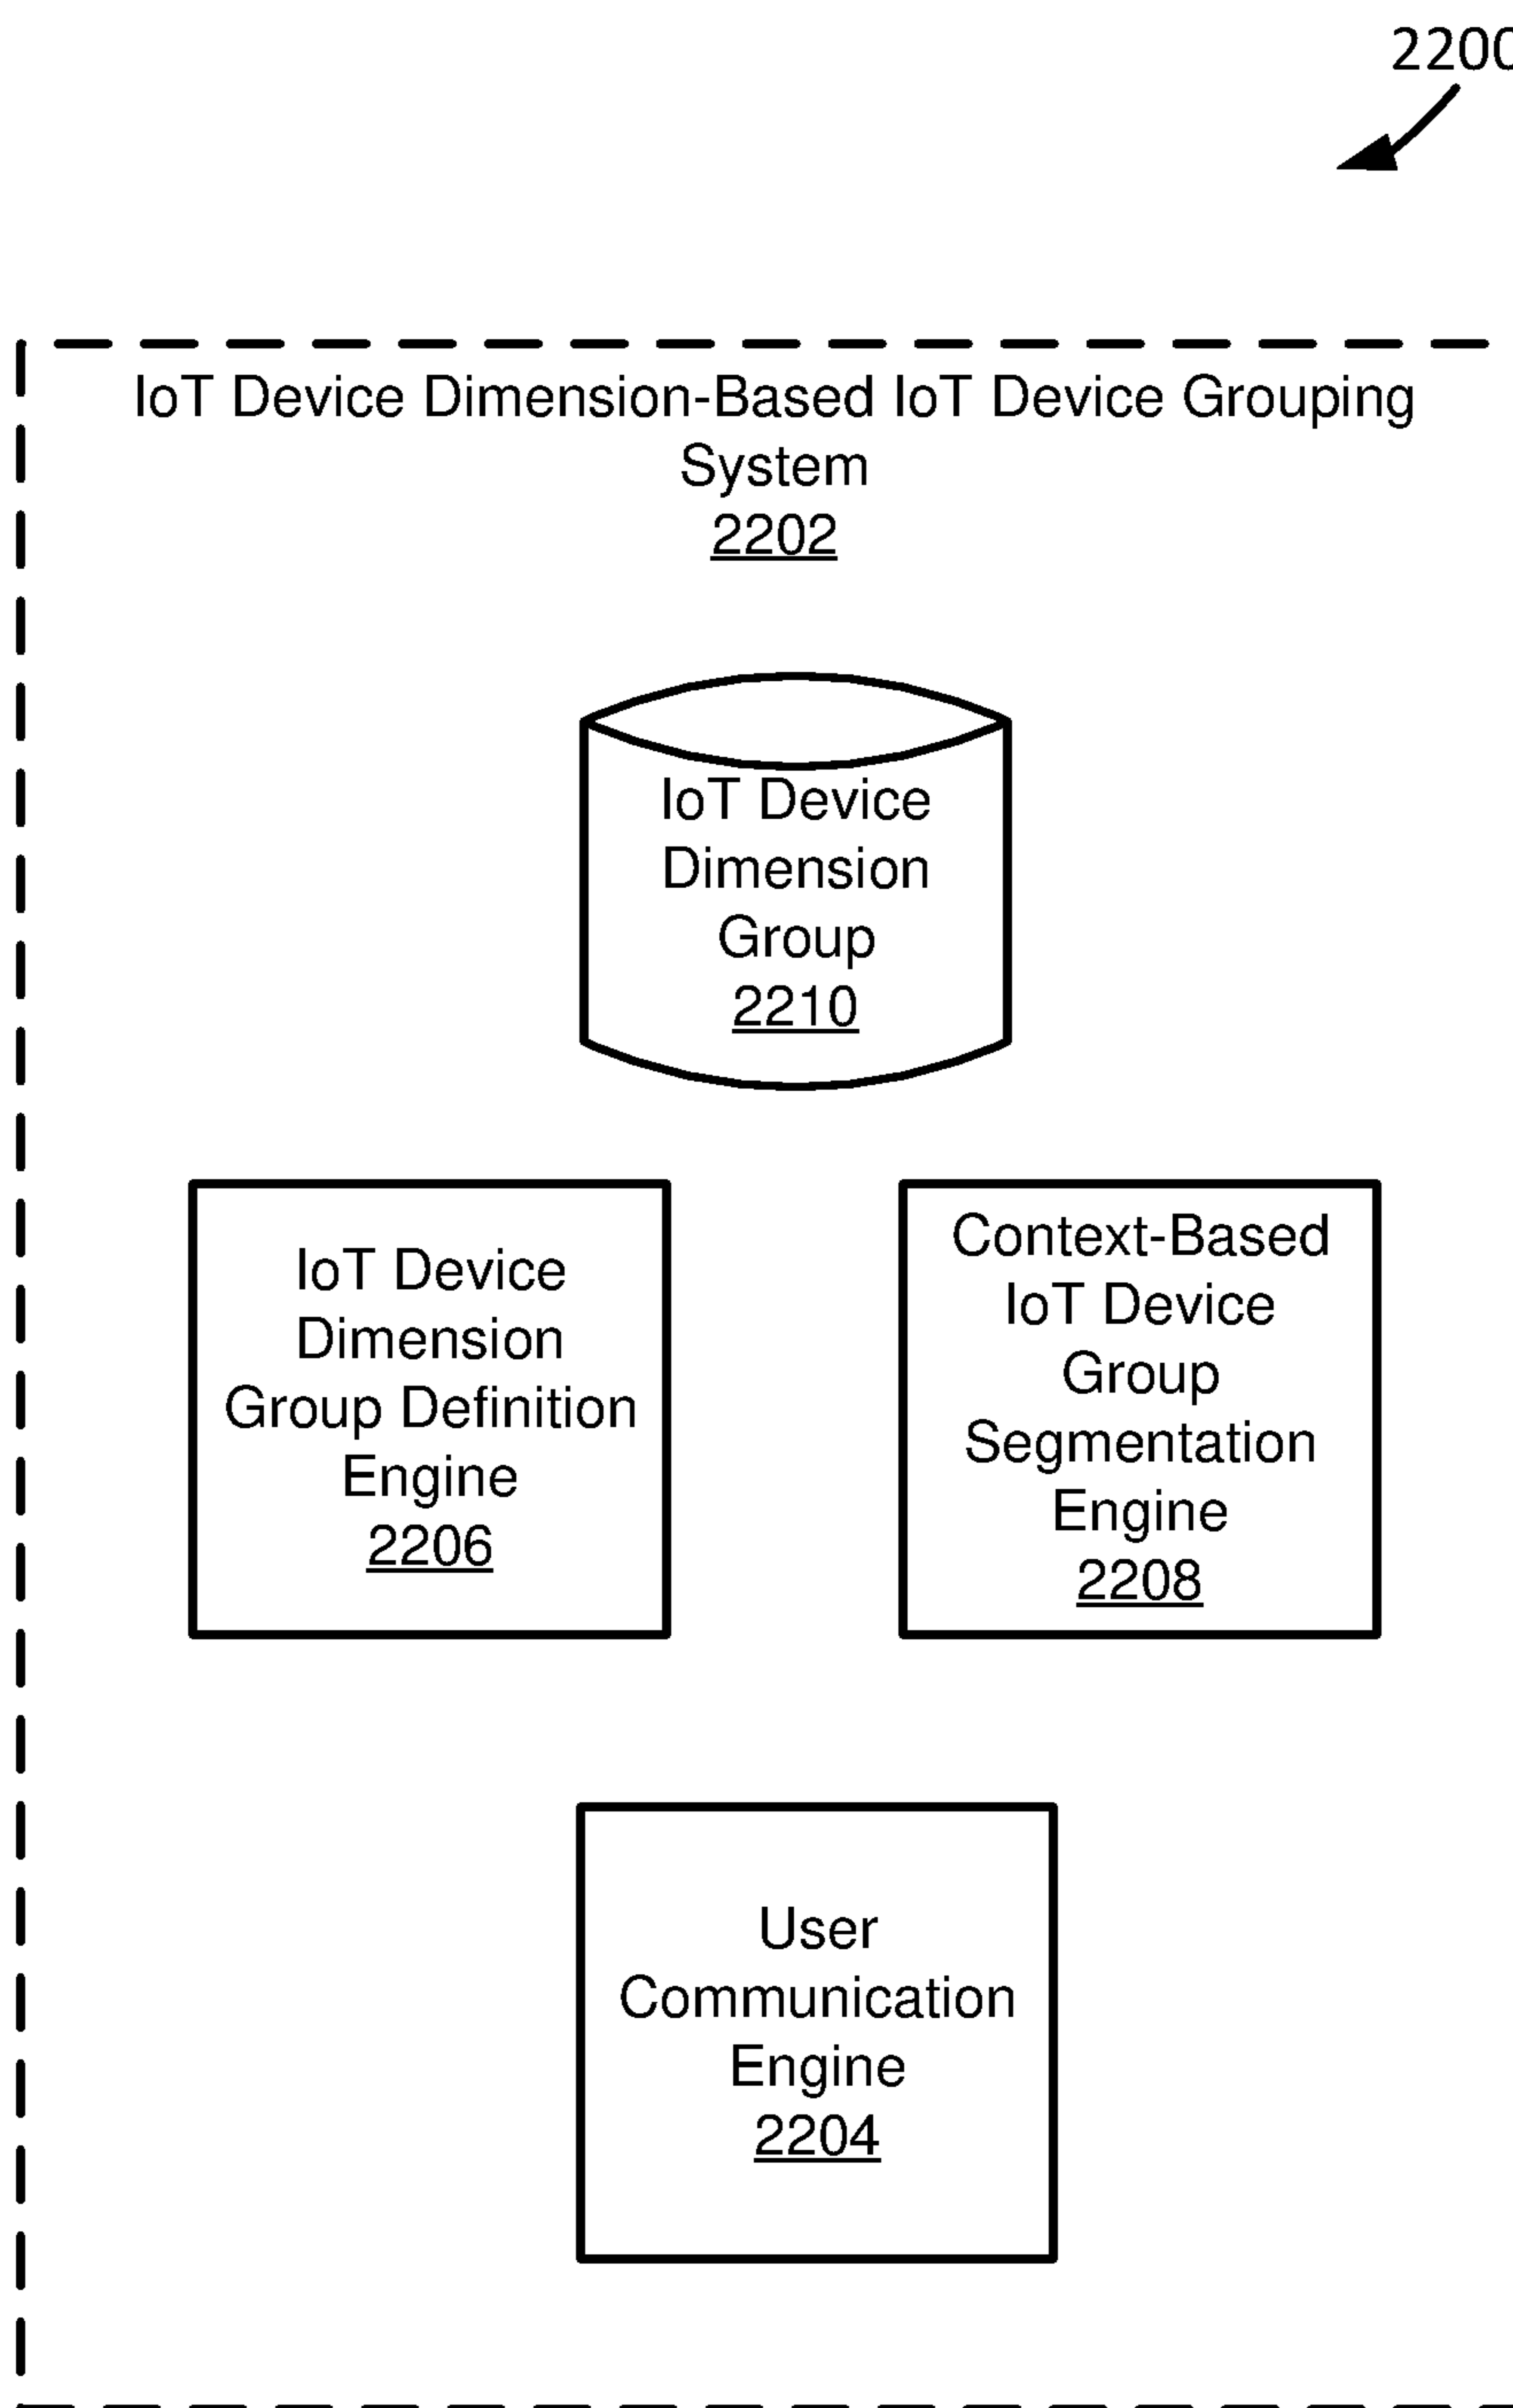 2200
IoT Device Dimension-Based IoT Device Grouping
System
2202
IoT Device
Dimension
Group
2210
IoT Device
Dimension
Group Definition
Engine
2206
Context-Based
IoT Device
Group
Segmentation
Engine
2208
User
Communication
Engine
2204